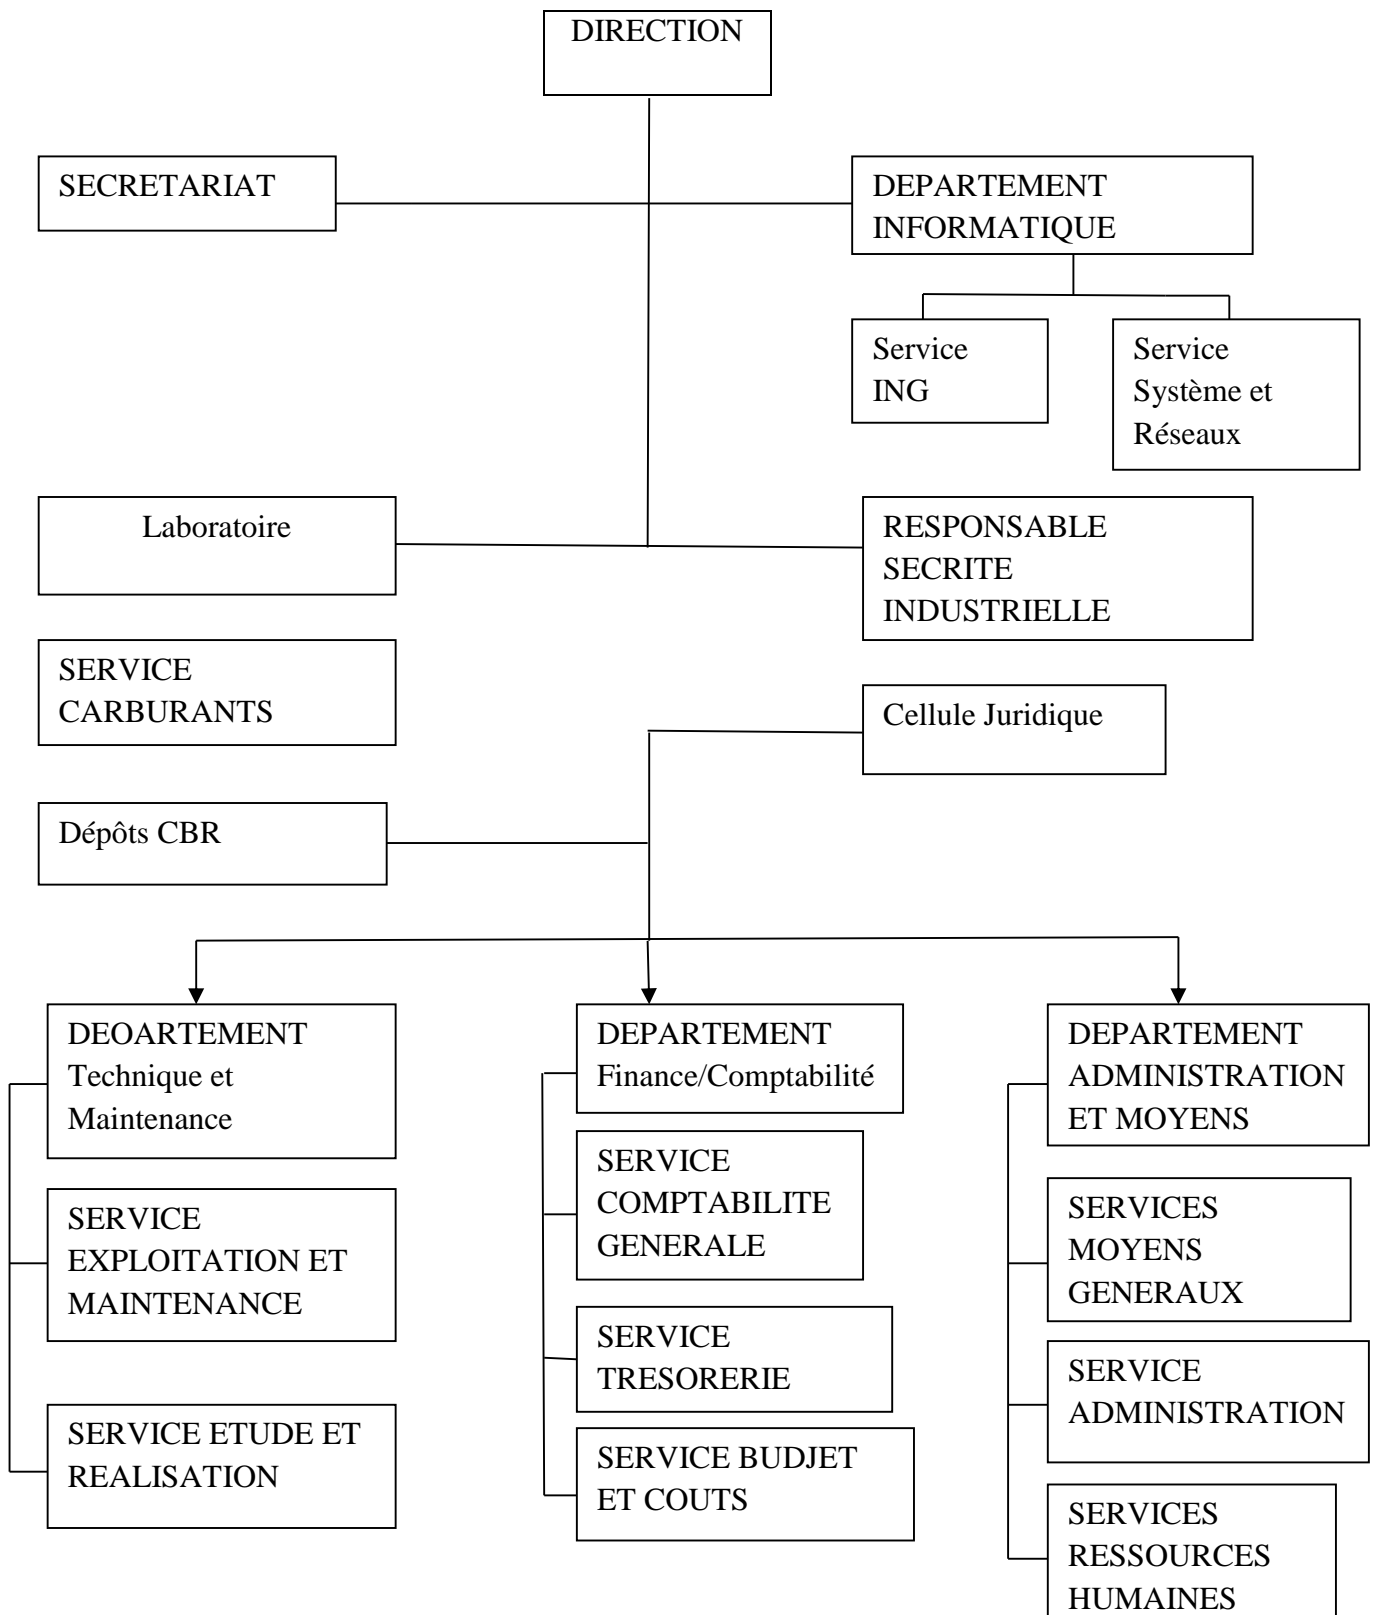 DIRECTION
SECRETARIAT
DEPARTEMENT
INFORMATIQUE
Service
ING
Service
Système et
Réseaux
Laboratoire
RESPONSABLE
SECRITE
INDUSTRIELLE
SERVICE
CARBURANTS
Cellule Juridique
Dépôts CBR
DEOARTEMENT
Technique et
Maintenance
SERVICE
EXPLOITATION ET
MAINTENANCE
SERVICE ETUDE ET
REALISATION
DEPARTEMENT
Finance/Comptabilité
SERVICE
COMPTABILITE
GENERALE
SERVICE
TRESORERIE
SERVICE BUDJET
ET COUTS
DEPARTEMENT
ADMINISTRATION
ET MOYENS
SERVICES
MOYENS
GENERAUX
SERVICE
ADMINISTRATION
SERVICES
RESSOURCES
HUMAINES